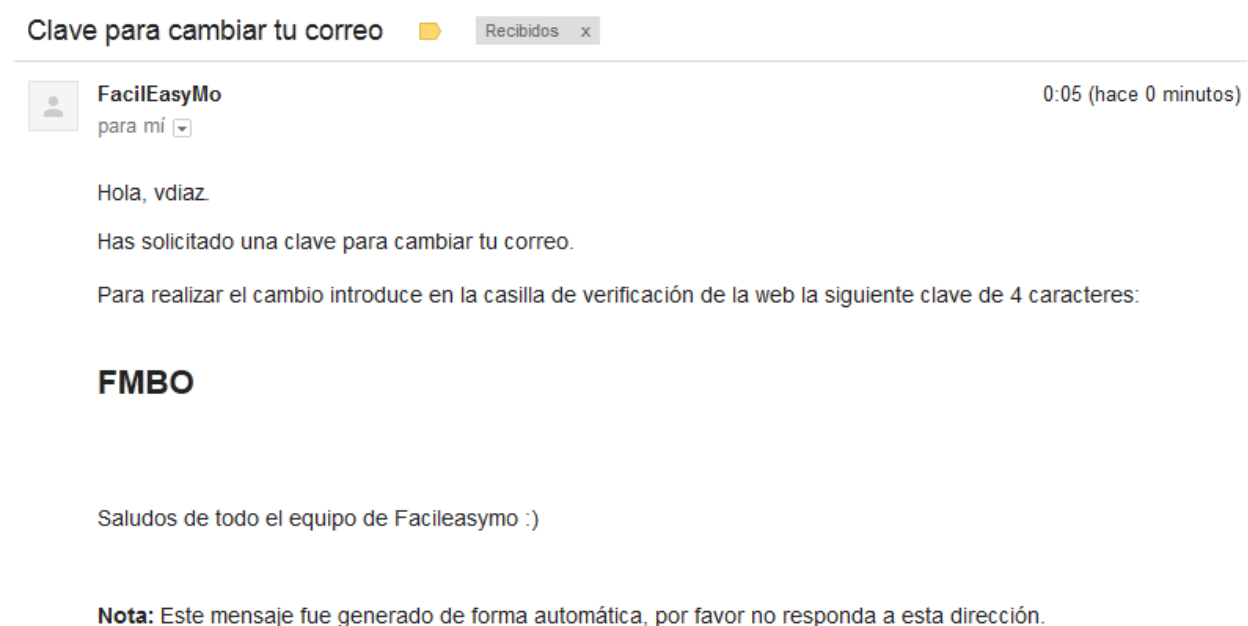 Clave para cambiar tu correo Recibidos x
FacilEasyMo 0:05 (hace 0 minutos)
para mí
Hola, vdiaz.
Has solicitado una clave para cambiar tu correo.
Para realizar el cambio introduce en la casilla de verificación de la web la siguiente clave de 4 caracteres:
FMBO
Saludos de todo el equipo de Facileasymo :)
Nota: Este mensaje fue generado de forma automática, por favor no responda a esta dirección.